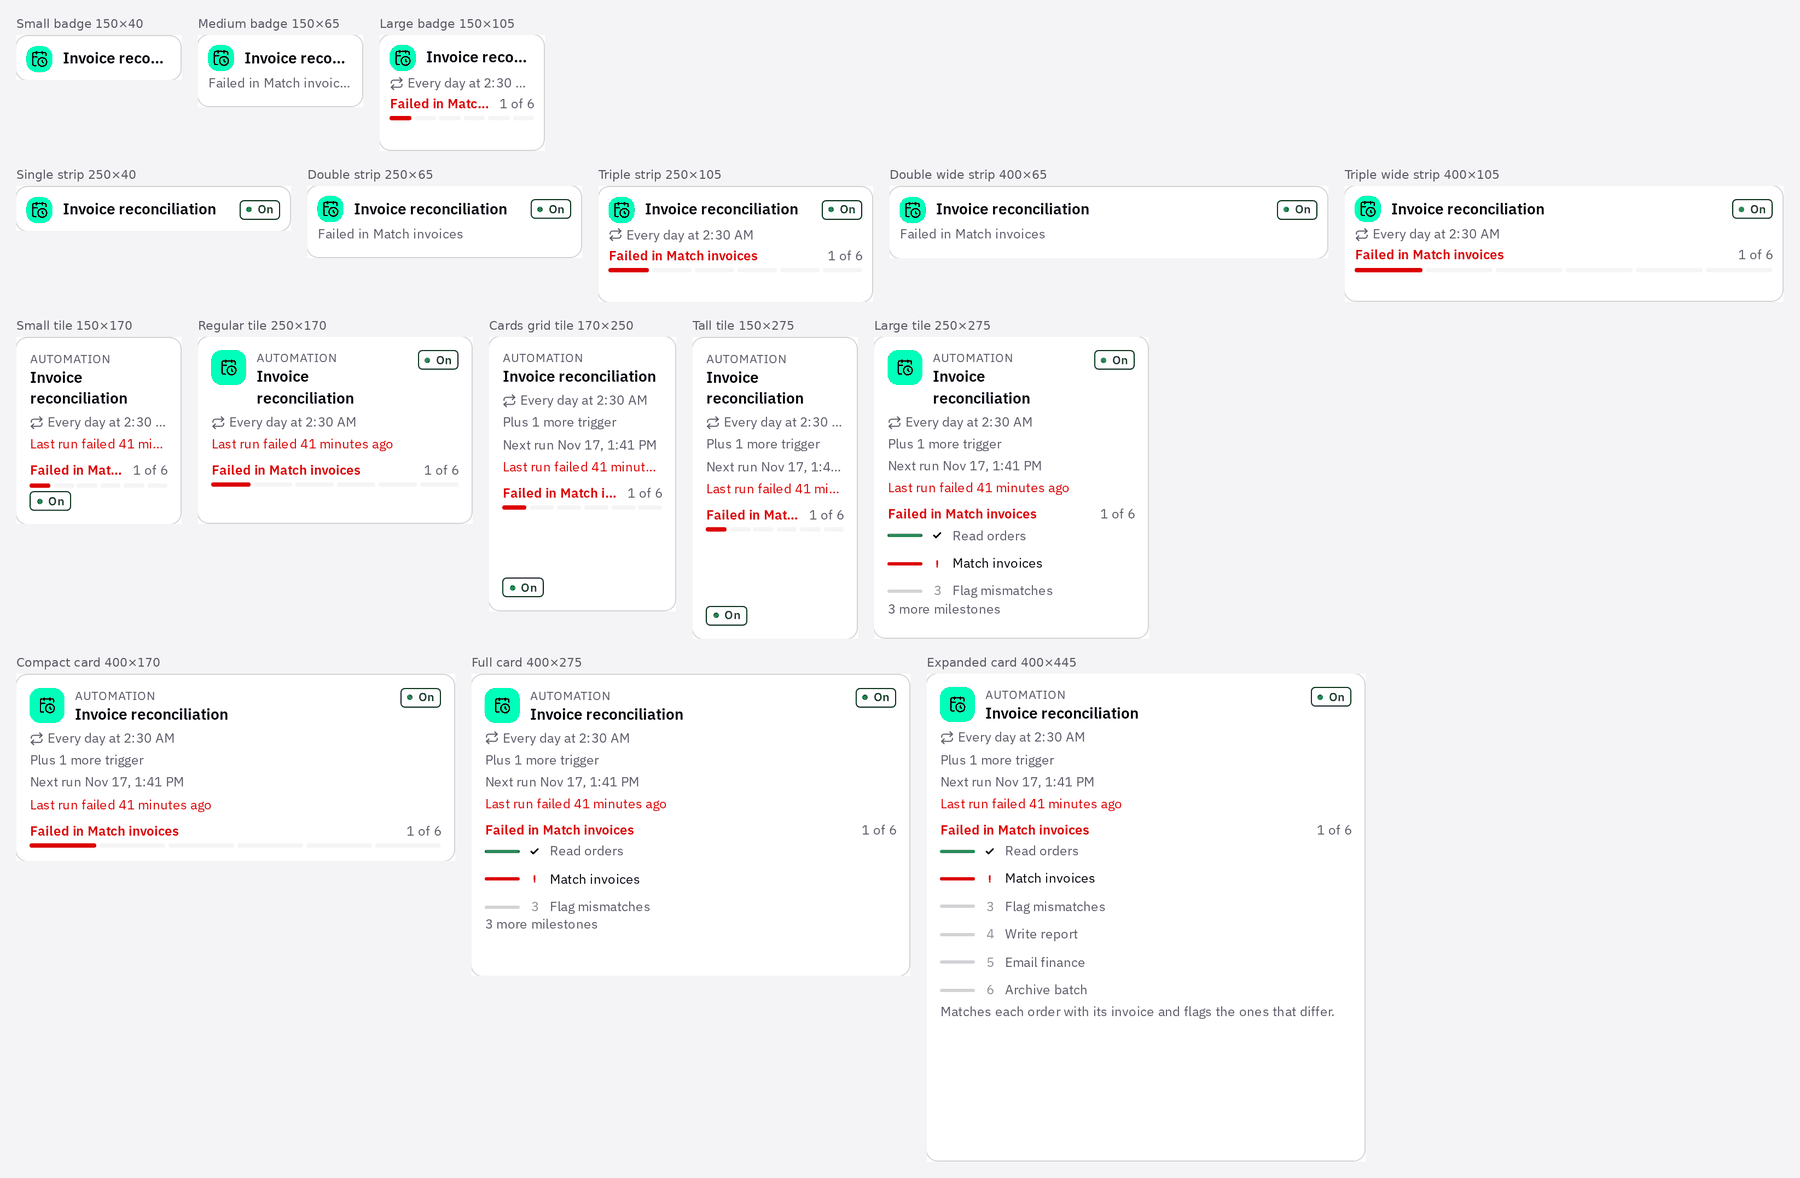 Small badge 150×40
Invoice reco...
Medium badge 150×65
Invoice reco...
Failed in Match invoic...
Large badge 150×105
Invoice reco...
Every day at 2:30 ...
Failed in Matc... 1 of 6
Single strip 250×40
Invoice reconciliation On
Double strip 250×65
Invoice reconciliation On
Failed in Match invoices
Triple strip 250×105
Invoice reconciliation On
Every day at 2:30 AM
Failed in Match invoices 1 of 6
Double wide strip 400×65
Invoice reconciliation On
Failed in Match invoices
Triple wide strip 400×105
Invoice reconciliation On
Every day at 2:30 AM
Failed in Match invoices 1 of 6
Small tile 150×170
AUTOMATION
Invoice
reconciliation
Every day at 2:30 ...
Last run failed 41 mi...
Failed in Mat... 1 of 6
On
Regular tile 250×170
AUTOMATION On
Invoice
reconciliation
Every day at 2:30 AM
Last run failed 41 minutes ago
Failed in Match invoices 1 of 6
Cards grid tile 170×250
AUTOMATION
Invoice reconciliation
Every day at 2:30 AM
Plus 1 more trigger
Next run Nov 17, 1:41 PM
Last run failed 41 minut...
Failed in Match i... 1 of 6
On
Tall tile 150×275
AUTOMATION
Invoice
reconciliation
Every day at 2:30 ...
Plus 1 more trigger
Next run Nov 17, 1:4...
Last run failed 41 mi...
Failed in Mat... 1 of 6
On
Large tile 250×275
AUTOMATION On
Invoice
reconciliation
Every day at 2:30 AM
Plus 1 more trigger
Next run Nov 17, 1:41 PM
Last run failed 41 minutes ago
Failed in Match invoices 1 of 6
Read orders
! Match invoices
3 Flag mismatches
3 more milestones
Compact card 400×170
AUTOMATION On
Invoice reconciliation
Every day at 2:30 AM
Plus 1 more trigger
Next run Nov 17, 1:41 PM
Last run failed 41 minutes ago
Failed in Match invoices 1 of 6
Full card 400×275
AUTOMATION On
Invoice reconciliation
Every day at 2:30 AM
Plus 1 more trigger
Next run Nov 17, 1:41 PM
Last run failed 41 minutes ago
Failed in Match invoices 1 of 6
Read orders
! Match invoices
3 Flag mismatches
3 more milestones
Expanded card 400×445
AUTOMATION On
Invoice reconciliation
Every day at 2:30 AM
Plus 1 more trigger
Next run Nov 17, 1:41 PM
Last run failed 41 minutes ago
Failed in Match invoices 1 of 6
Read orders
! Match invoices
3 Flag mismatches
4 Write report
5 Email finance
6 Archive batch
Matches each order with its invoice and flags the ones that differ.